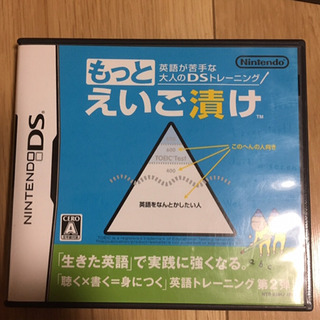 NINTENDO DS
CERO
A
Nintendo
英語が苦手な
大人のDSトレーニング
もっと
えいご漬け
TM
TOEIC Test
400
このへんの人向き
英語をなんとかしたい人
「生きた英語」で実践に強くなる。
「聴く×書く=身につく」英語トレーニング 第2弾